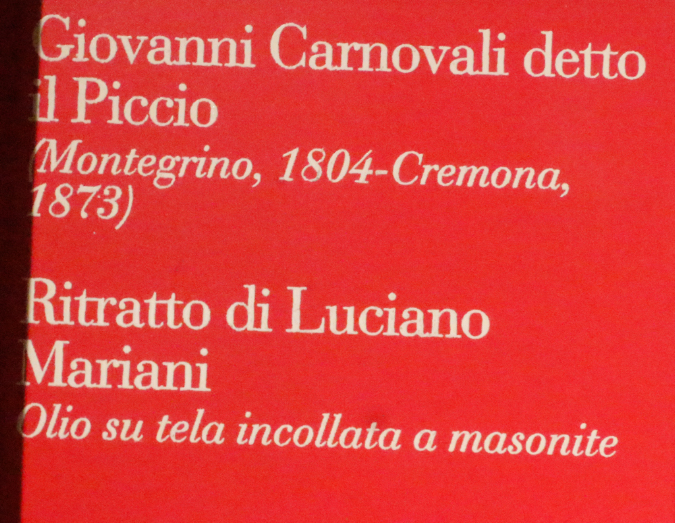 Giovanni Carnovali detto
il Piccio
(Montegrino, 1804-Cremona,
1873)
Ritratto di Luciano
Mariani
Olio su tela incollata a masonite